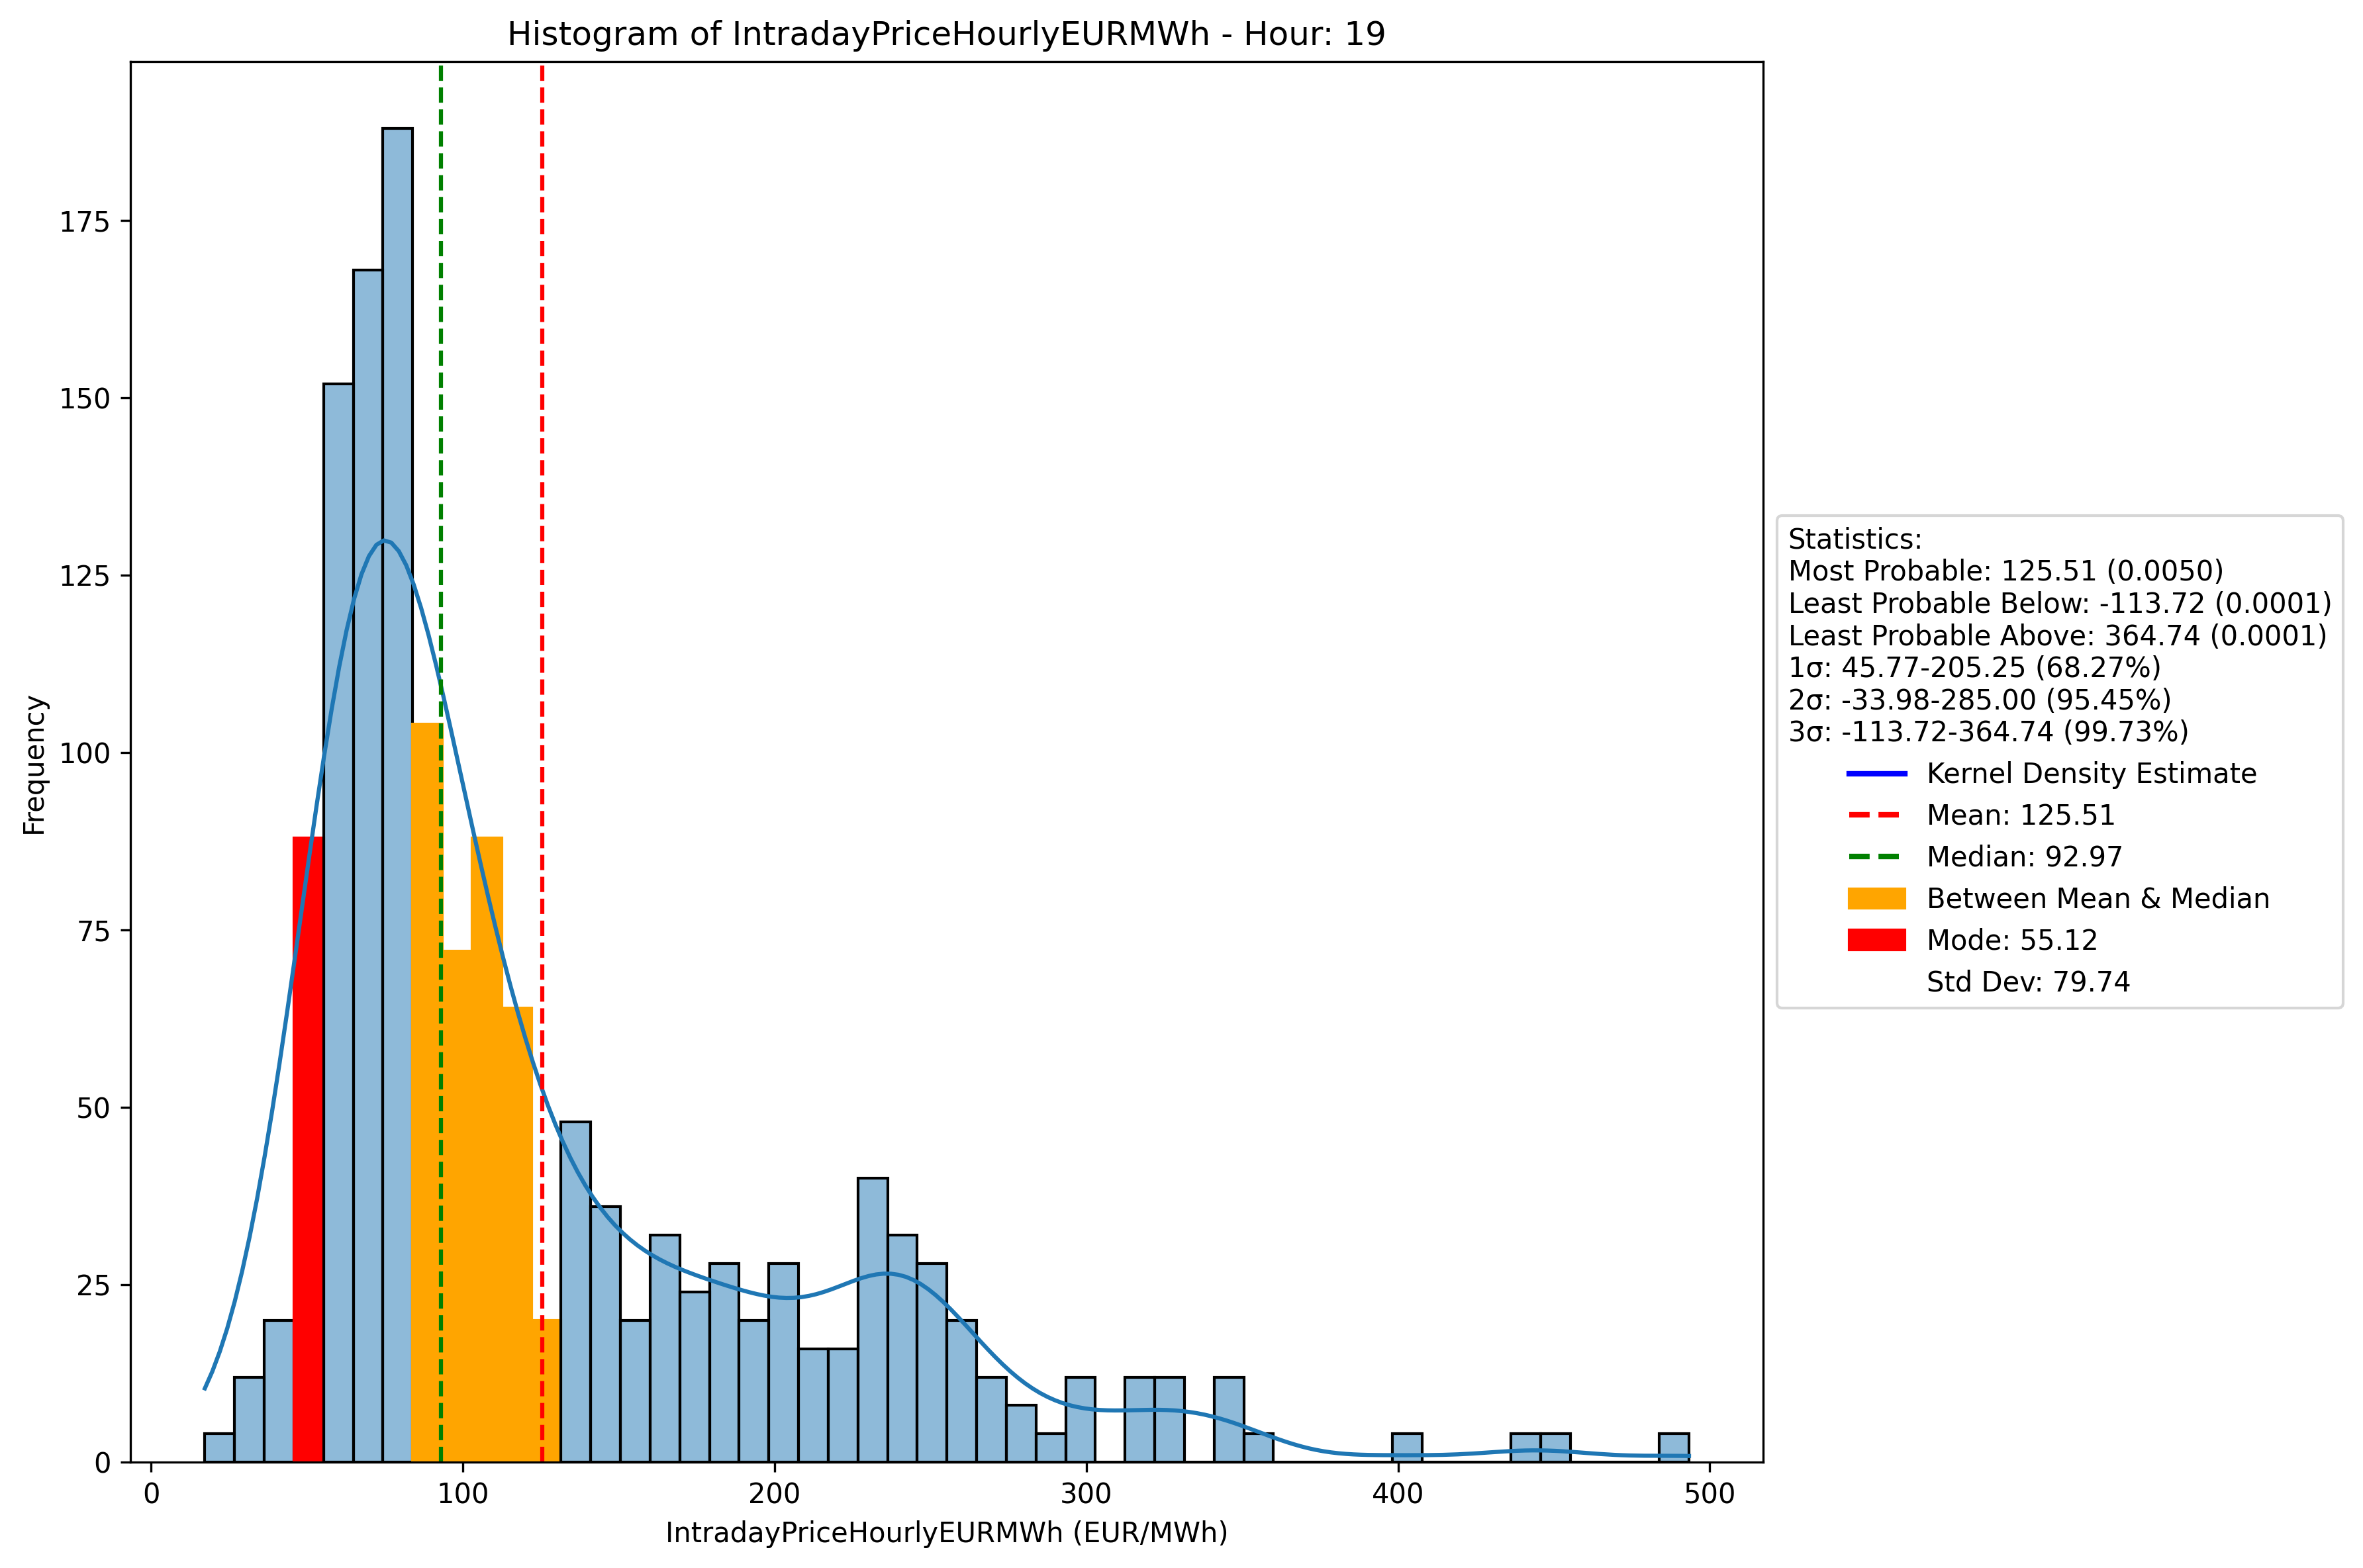 Histogram of IntradayPriceHourlyEURMWh - Hour: 19
Frequency
175
150
125
100
75
50
25
0
0 100 200 300 400 500
IntradayPriceHourlyEURMWh (EUR/MWh)
Statistics:
Most Probable: 125.51 (0.0050)
Least Probable Below: -113.72 (0.0001)
Least Probable Above: 364.74 (0.0001)
1σ: 45.77-205.25 (68.27%)
2σ: -33.98-285.00 (95.45%)
3σ: -113.72-364.74 (99.73%)
Kernel Density Estimate
Mean: 125.51
Median: 92.97
Between Mean & Median
Mode: 55.12
Std Dev: 79.74